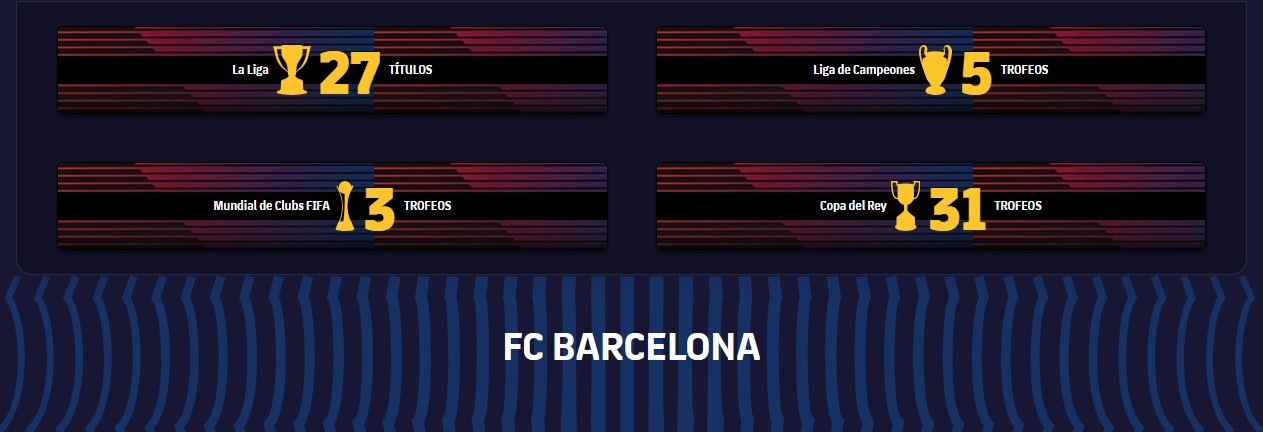 La Liga 27 TÍTULOS
Liga de Campeones 5 TROFEOS
Mundial de Clubs FIFA 3 TROFEOS
Copa del Rey 31 TROFEOS
FC BARCELONA